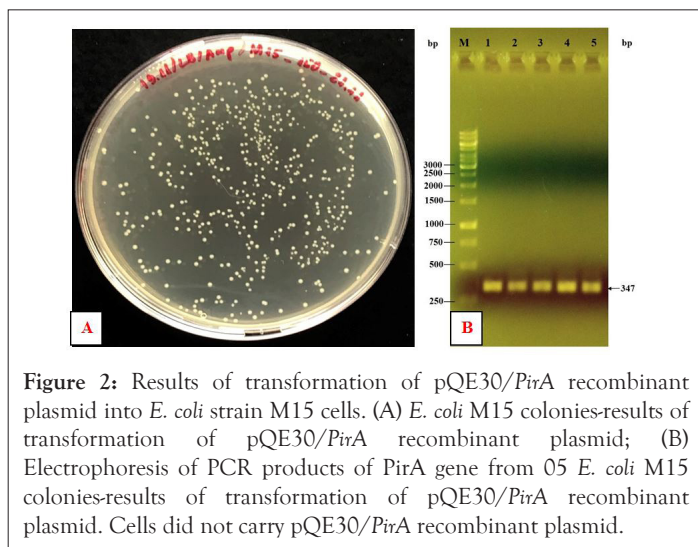 A
bp M 1 2 3 4 5 bp
3000
2500
2000
1500
1000
750
500
250
347
B
Figure 2: Results of transformation of pQE30/PirA recombinant
plasmid into E. coli strain M15 cells. (A) E. coli M15 colonies-results of
transformation of pQE30/PirA recombinant plasmid; (B)
Electrophoresis of PCR products of PirA gene from 05 E. coli M15
colonies-results of transformation of pQE30/PirA recombinant
plasmid. Cells did not carry pQE30/PirA recombinant plasmid.